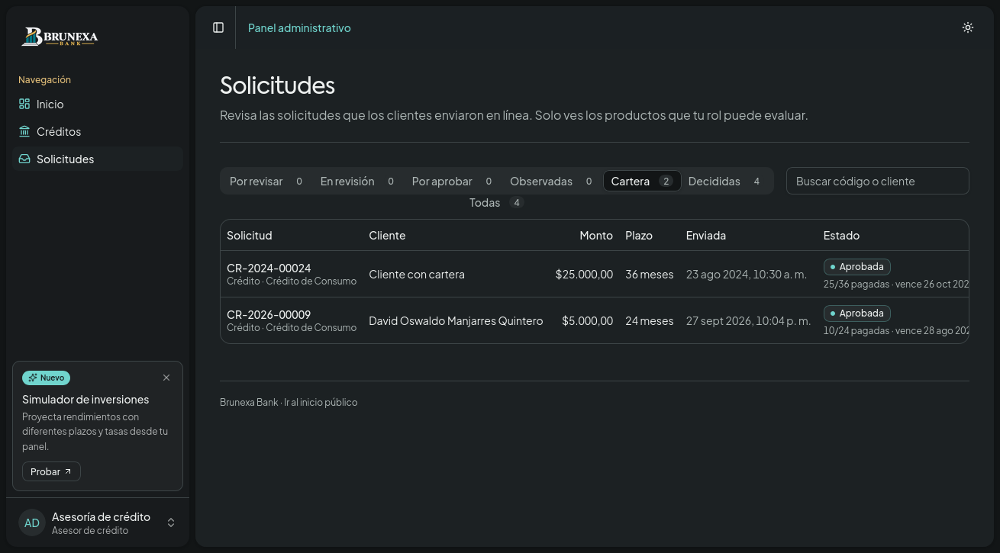 BRUNEXA
BANK
Navegación
Inicio
Créditos
Solicitudes
Nuevo
Simulador de inversiones
Proyecta rendimientos con
diferentes plazos y tasas desde tu
panel.
Probar
AD
Asesoría de crédito
Asesor de crédito
Panel administrativo
Solicitudes
Revisa las solicitudes que los clientes enviaron en línea. Solo ves los productos que tu rol puede evaluar.
Por revisar 0 En revisión 0 Por aprobar 0 Observadas 0 Cartera 2 Decididas 4
Todas 4
Buscar código o cliente
Solicitud Cliente Monto Plazo Enviada Estado
CR-2024-00024
Crédito · Crédito de Consumo
Cliente con cartera $25.000,00 36 meses 23 ago 2024, 10:30 a. m.
Aprobada
25/36 pagadas · vence 26 oct 202
CR-2026-00009
Crédito · Crédito de Consumo
David Oswaldo Manjarres Quintero $5.000,00 24 meses 27 sept 2026, 10:04 p. m.
Aprobada
10/24 pagadas · vence 28 ago 202
Brunexa Bank · Ir al inicio público